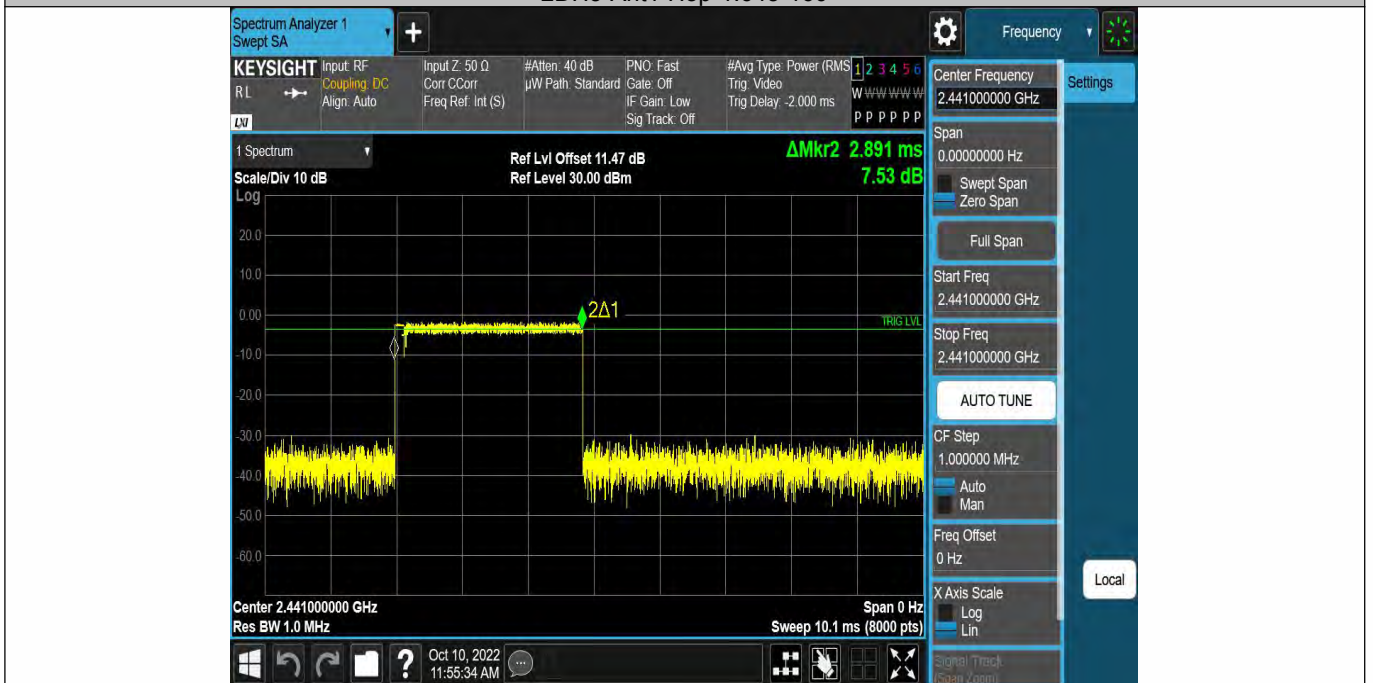 Spectrum Analyzer 1
Swept SA
+
Frequency
KEYSIGHT
RL
LXI
Input: RF
Coupling: DC
Align: Auto
Input Z: 50 Ω
Corr CCorr
Freq Ref: Int (S)
#Atten: 40 dB
µW Path: Standard
PNO: Fast
Gate: Off
IF Gain: Low
Sig Track: Off
#Avg Type: Power (RMS
Trig: Video
Trig Delay: -2.000 ms
1 2 3 4 5 6
W W W W W W
P P P P P P
1 Spectrum
Scale/Div 10 dB
Log
Ref Lvl Offset 11.47 dB
Ref Level 30.00 dBm
ΔMkr2 2.891 ms
7.53 dB
20.0
10.0
0.00
-10.0
-20.0
-30.0
-40.0
-50.0
-60.0
2Δ1
TRIG LVL
Center 2.441000000 GHz
Res BW 1.0 MHz
Span 0 Hz
Sweep 10.1 ms (8000 pts)
?
Oct 10, 2022
11:55:34 AM
Center Frequency
2.441000000 GHz
Span
0.00000000 Hz
Swept Span
Zero Span
Full Span
Start Freq
2.441000000 GHz
Stop Freq
2.441000000 GHz
AUTO TUNE
CF Step
1.000000 MHz
Auto
Man
Freq Offset
0 Hz
X Axis Scale
Log
Lin
Signal Track
(Span Zoom)
Settings
Local